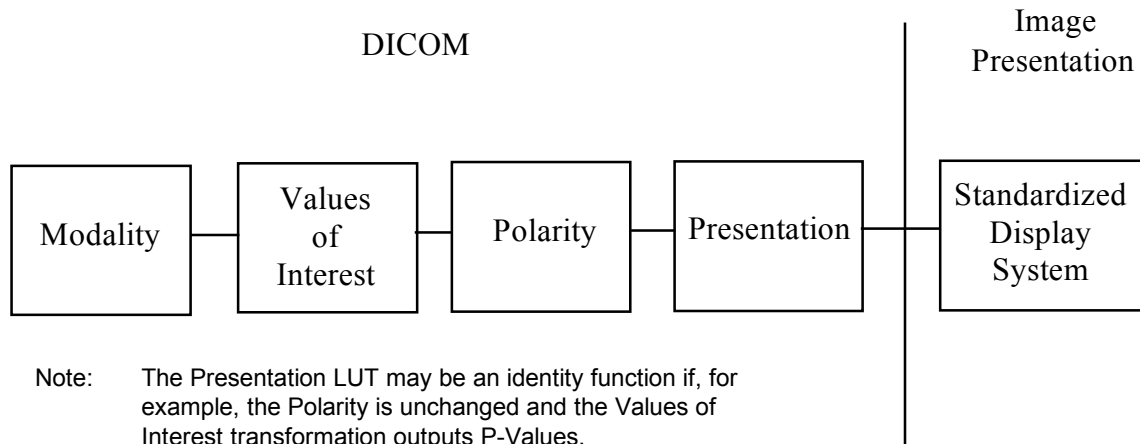 DICOM
Image
Presentation
Modality
Values
of
Interest
Polarity
Presentation
Standardized
Display
System
Note: The Presentation LUT may be an identity function if, for
example, the Polarity is unchanged and the Values of
Interest transformation outputs P-Values.